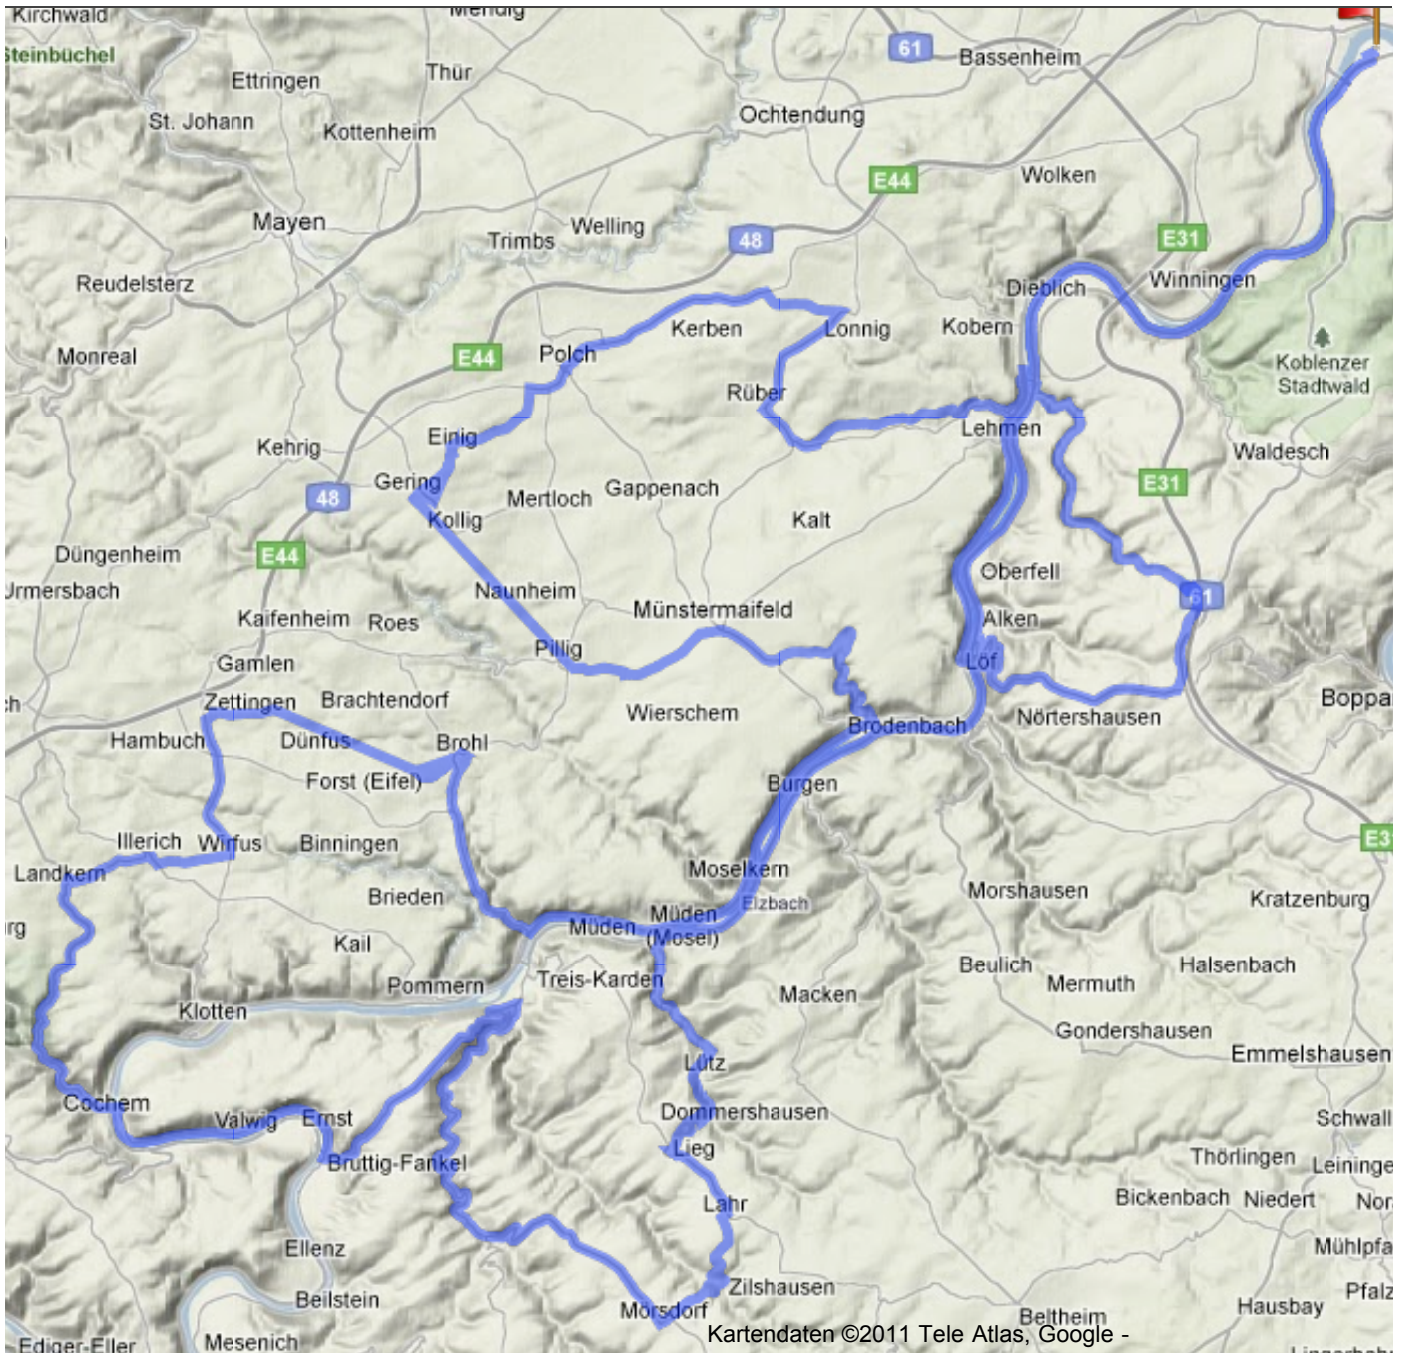 Kirchwald
Mendig
61
Bassenheim
Steinbüchel
Ettringen
Thür
Ochtendung
St. Johann
Kottenheim
E44
Wolken
Mayen
Welling
Trimbs
48
E31
Reudelsterz
Dieblich
Winningen
Kerben
Lonnig
Kobern
Monreal
E44
Polch
Koblenzer
Stadtwald
Rüber
Einig
Lehmen
Kehrig
Waldesch
Gering
Mertloch
Gappenach
E31
48
Kollig
Kalt
Düngenheim
E44
Oberfell
Urmersbach
Naunheim
61
Kaifenheim
Roes
Münstermaifeld
Alken
Pillig
Löf
Gamlen
Zettingen
Brachtendorf
Boppa
ch
Wierschem
Brodenbach
Nörtershausen
Hambuch
Dünfus
Brohl
Forst (Eifel)
Burgen
Illerich
Wirfus
Binningen
E31
Landkern
Moselkern
Brieden
Elzbach
Morshausen
Kratzenburg
rg
Müden
Müden
(Mosel)
Kail
Pommern
Treis-Karden
Macken
Beulich
Mermuth
Halsenbach
Klotten
Gondershausen
Emmelshausen
Lütz
Cochem
Valwig
Ernst
Dommershausen
Schwall
Lieg
Bruttig-Fankel
Thörlingen
Leininge
Lahr
Bickenbach
Niedert
Nor
Ellenz
Mühlpfa
Zilshausen
Pfalz
Beilstein
Mörsdorf
Beltheim
Hausbay
Ediger-Eller
Mesenich
Kartendaten ©2011 Tele Atlas, Google -